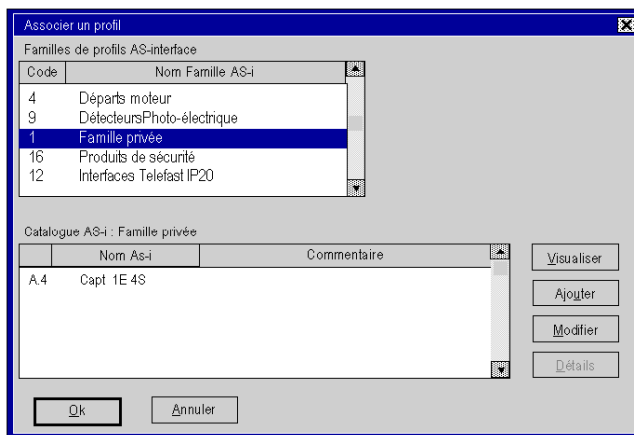 Associer un profil
Familles de profils AS-interface
Code Nom Famille AS-i
4 Départs moteur
9 DétecteursPhoto-électrique
1 Famille privée
16 Produits de sécurité
12 Interfaces Telefast IP20
Catalogue AS-i : Famille privée
Nom As-i Commentaire
A.4 Capt 1E 4S
Visualiser
Ajouter
Modifier
Détails
Ok Annuler